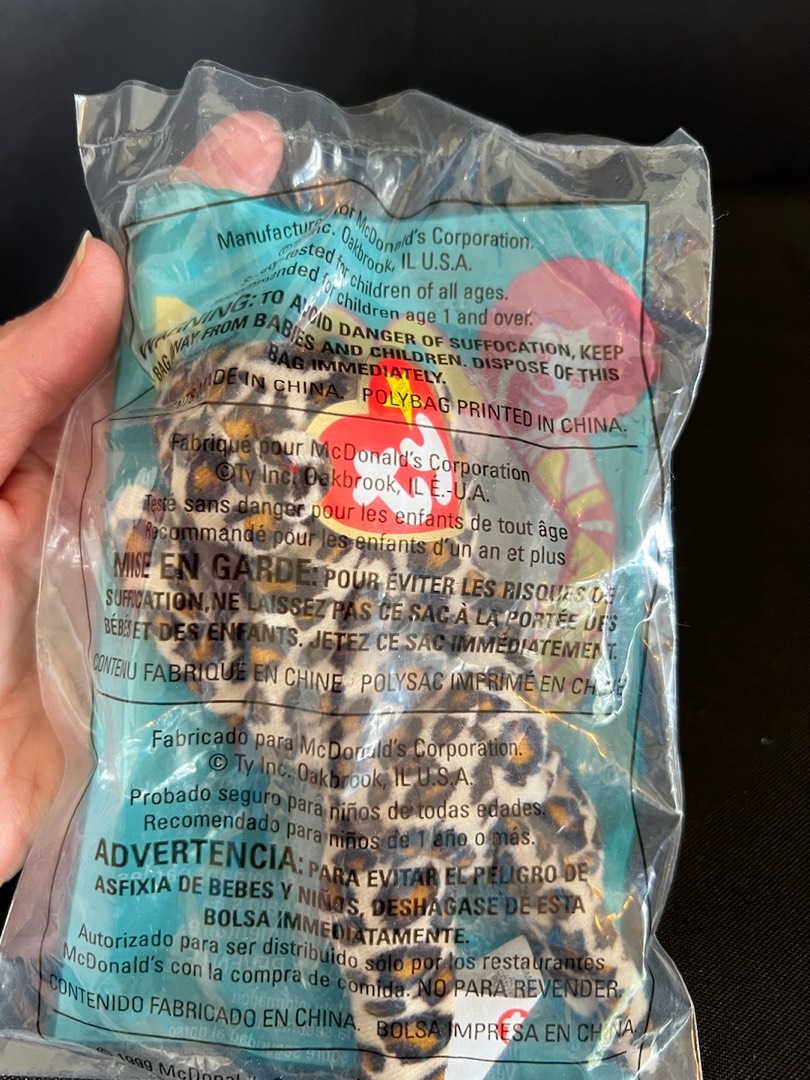 for McDonald's Corporation.
Inc. Oakbrook, IL U.S.A.
tested for children of all ages.
for children age 1 and over.
WARNING: TO AVOID DANGER OF SUFFOCATION, KEEP
BAG AWAY FROM BABIES AND CHILDREN. DISPOSE OF THIS
BAG IMMEDIATELY.
MADE IN CHINA. POLYBAG PRINTED IN CHINA.
ty
Fabriqué pour McDonald's Corporation
©Ty Inc. Oakbrook, IL É.-U.A.
Testé sans danger pour les enfants de tout âge
Recommandé pour les enfants d'un an et plus
MISE EN GARDE: POUR ÉVITER LES RISQUES DE
SUFFOCATION, NE LAISSEZ PAS CE SAC À LA PORTÉE DES
BÉBÉS ET DES ENFANTS. JETEZ CE SAC IMMÉDIATEMENT.
CONTENU FABRIQUÉ EN CHINE POLYSAC IMPRIMÉ EN CHINE
Fabricado para McDonald's Corporation.
© Ty Inc. Oakbrook, IL U.S.A.
Probado seguro para niños de todas edades.
Recomendado para niños de 1 año o más.
ADVERTENCIA: PARA EVITAR EL PELIGRO DE
ASFIXIA DE BEBES Y NIÑOS, DESHAGASE DE ESTA
BOLSA IMMEDIATAMENTE.
Autorizado para ser distribuido sólo por los restaurantes
McDonald's con la compra de comida. NO PARA REVENDER.
CONTENIDO FABRICADO EN CHINA. BOLSA IMPRESA EN CHINA.
© 1999 McDonald's